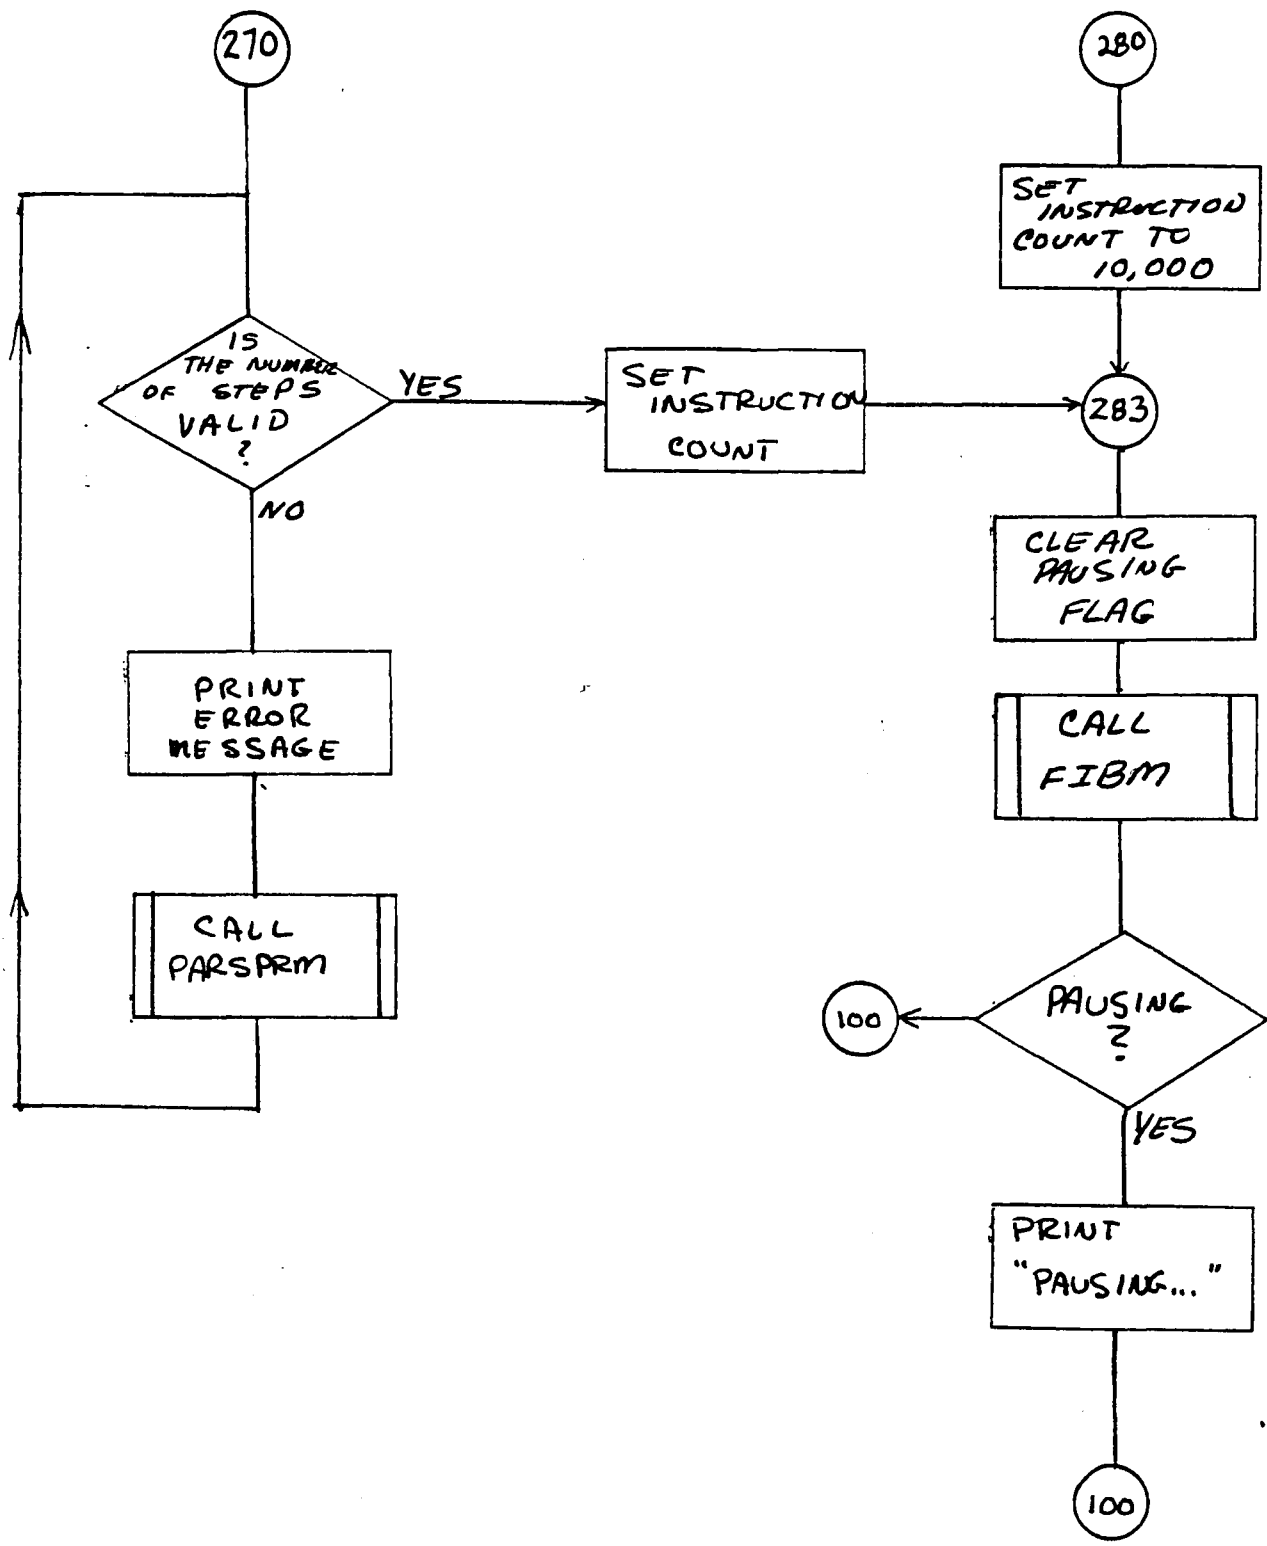 270
IS
THE NUMBER
OF STEPS
VALID
?
YES
NO
SET
INSTRUCTION
COUNT
PRINT
ERROR
MESSAGE
CALL
PARSPRM
280
SET
INSTRUCTION
COUNT TO
10,000
283
CLEAR
PAUSING
FLAG
CALL
FIBM
PAUSING
?
100
YES
PRINT
"PAUSING..."
100